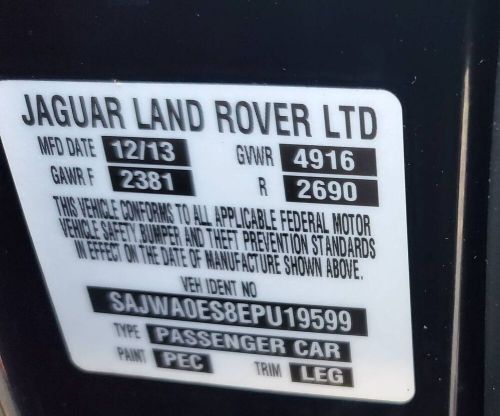 JAGUAR LAND ROVER LTD
MFD DATE 12/13 GVWR 4916
GAWR F 2381 R 2690
THIS VEHICLE CONFORMS TO ALL APPLICABLE FEDERAL MOTOR
VEHICLE SAFETY BUMPER AND THEFT PREVENTION STANDARDS
IN EFFECT ON THE DATE OF MANUFACTURE SHOWN ABOVE.
VEH IDENT NO
SAJWA0ES8EPU19599
TYPE PASSENGER CAR
PAINT PEC TRIM LEG